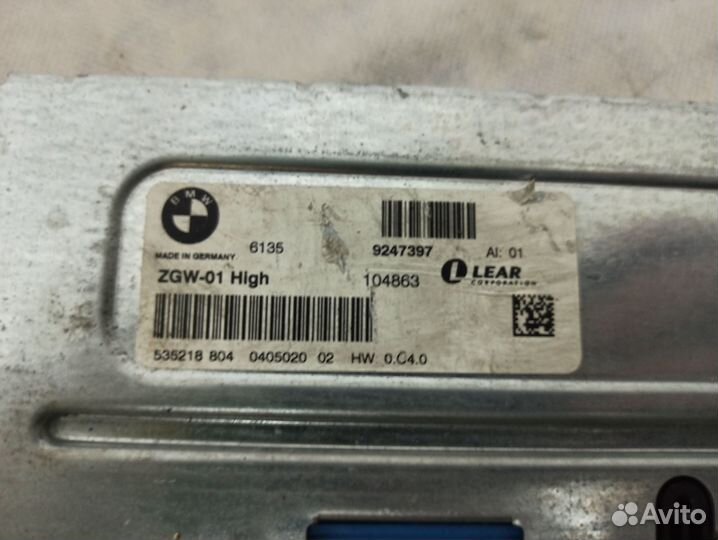 BMW
6135
9247397 AI: 01
MADE IN GERMANY
ZGW-01 High
104863
LEAR
CORPORATION
535218 804 0405020 02 HW 0.04.0
Avito